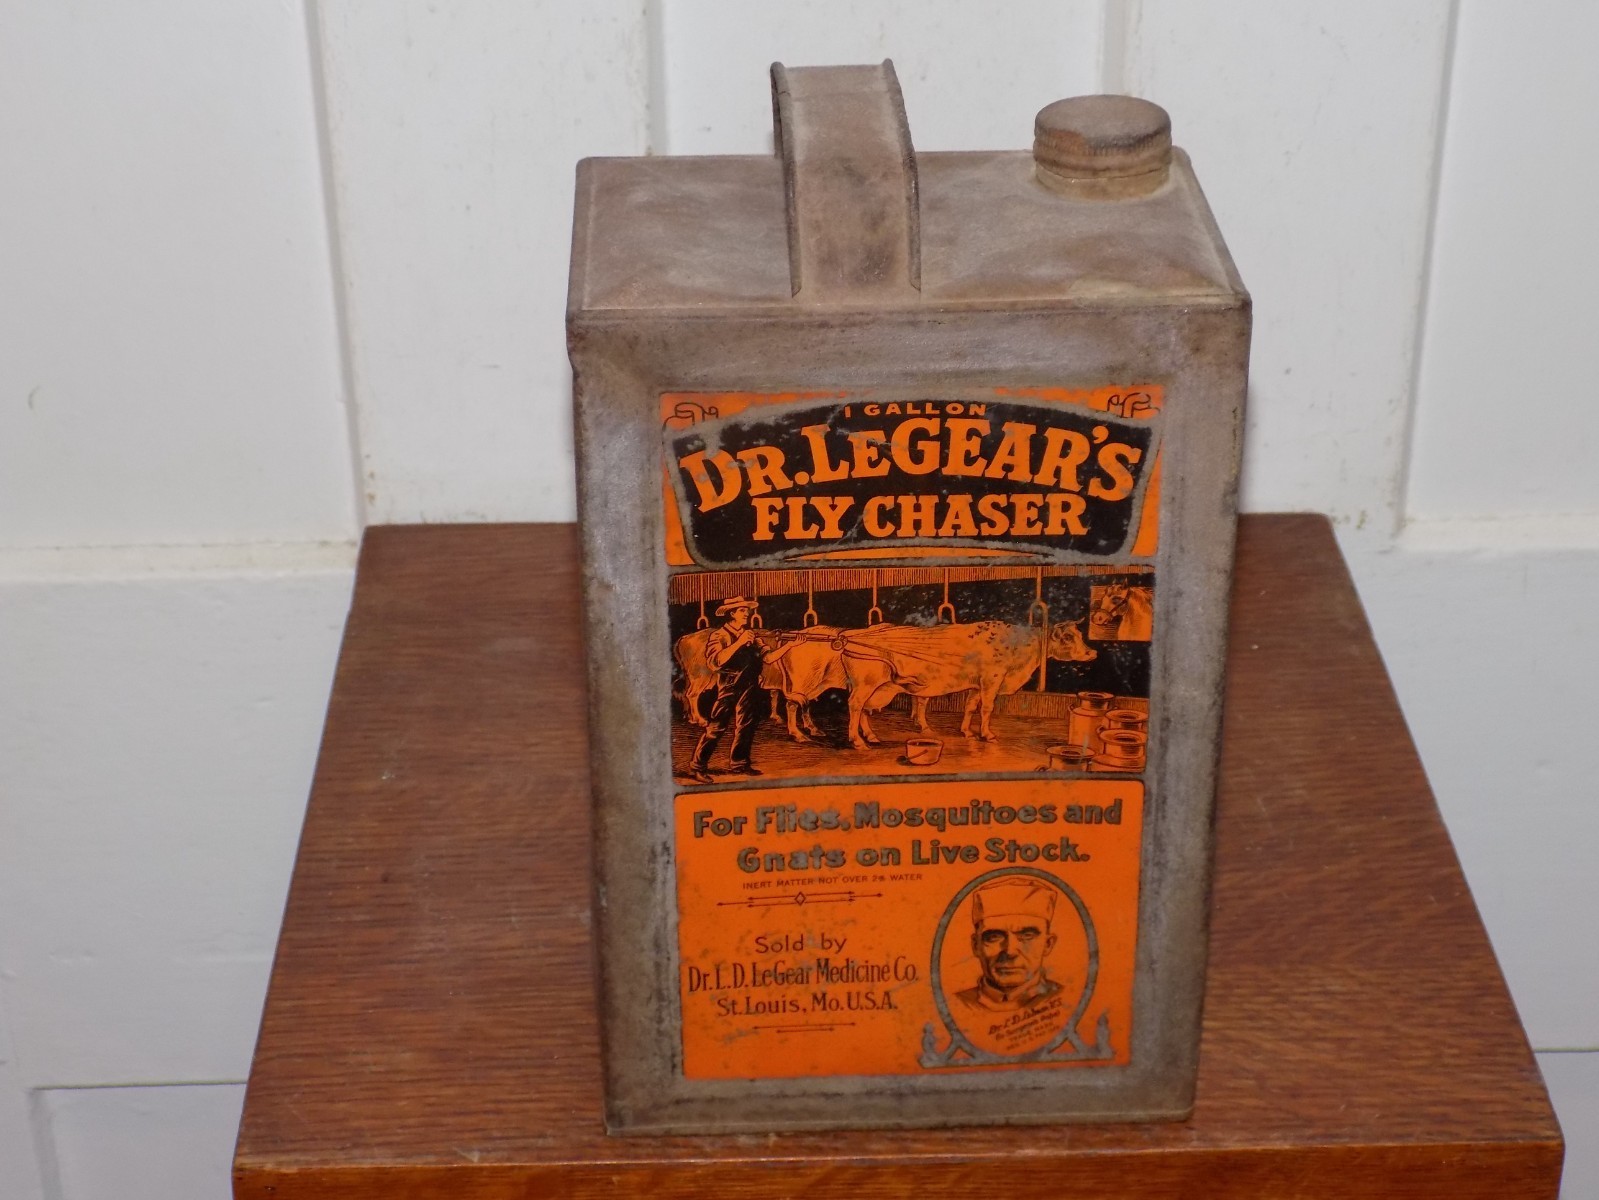 1 GALLON
DR. LEGEAR'S
FLY CHASER
For Flies, Mosquitoes and
Gnats on Live Stock.
INERT MATTER-NOT OVER 2% WATER
Sold by
Dr. L. D. LeGear Medicine Co.
St. Louis, Mo. U.S.A.